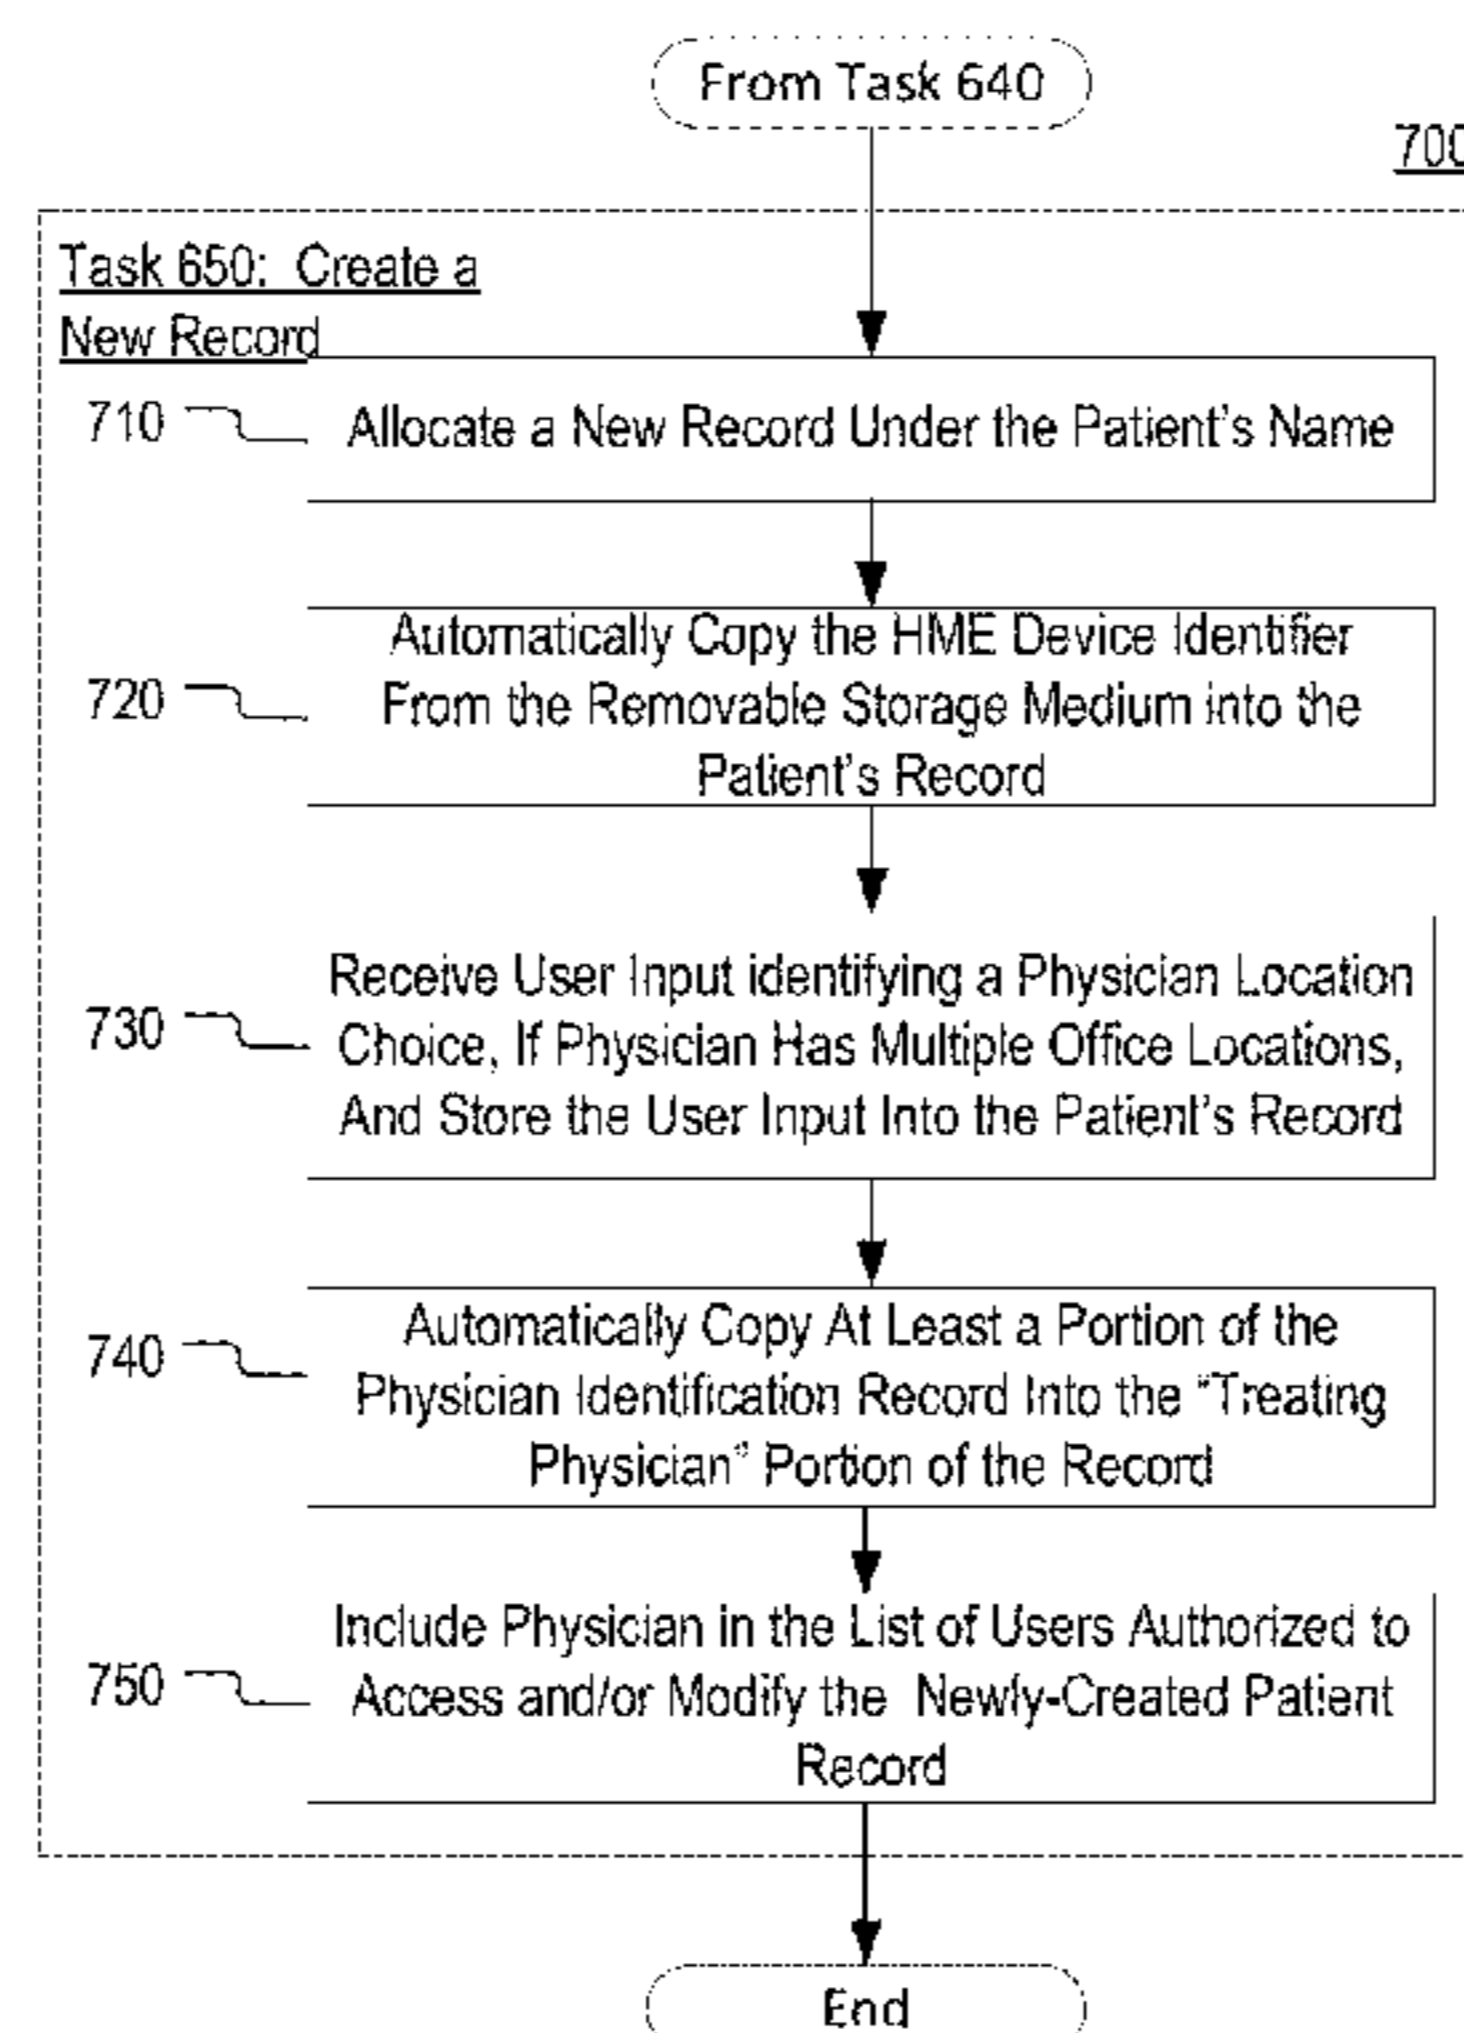 From Task 640
700
Task 650: Create a
New Record
710
Allocate a New Record Under the Patient's Name
720
Automatically Copy the HME Device Identifier
From the Removable Storage Medium into the
Patient's Record
730
Receive User Input identifying a Physician Location
Choice, If Physician Has Multiple Office Locations,
And Store the User Input Into the Patient's Record
740
Automatically Copy At Least a Portion of the
Physician Identification Record Into the "Treating
Physician" Portion of the Record
750
Include Physician in the List of Users Authorized to
Access and/or Modify the Newly-Created Patient
Record
End